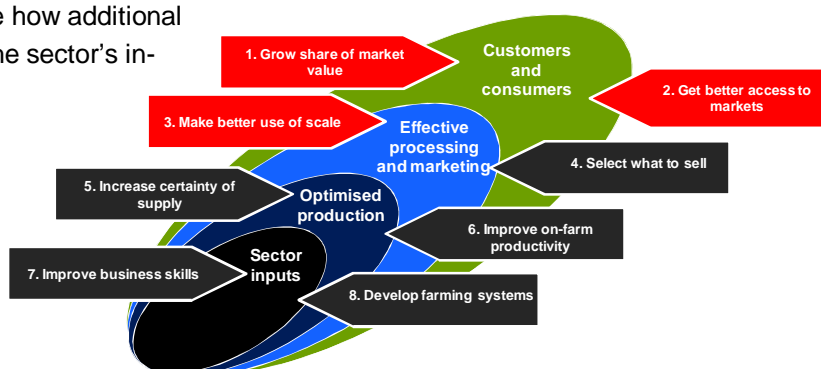 e how additional
ne sector's in-
1. Grow share of market
value
Customers
and
consumers
2. Get better access to
markets
3. Make better use of scale
Effective
processing
and marketing
4. Select what to sell
5. Increase certainty of
supply
Optimised
production
6. Improve on-farm
productivity
Sector
inputs
7. Improve business skills
8. Develop farming systems